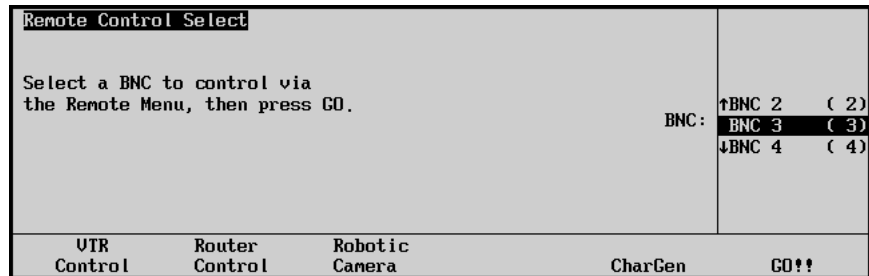 Remote Control Select
Select a BNC to control via
the Remote Menu, then press GO.
BNC:
↑BNC 2 ( 2)
BNC 3 ( 3)
↓BNC 4 ( 4)
VTR Router Robotic
Control Control Camera CharGen GO!!